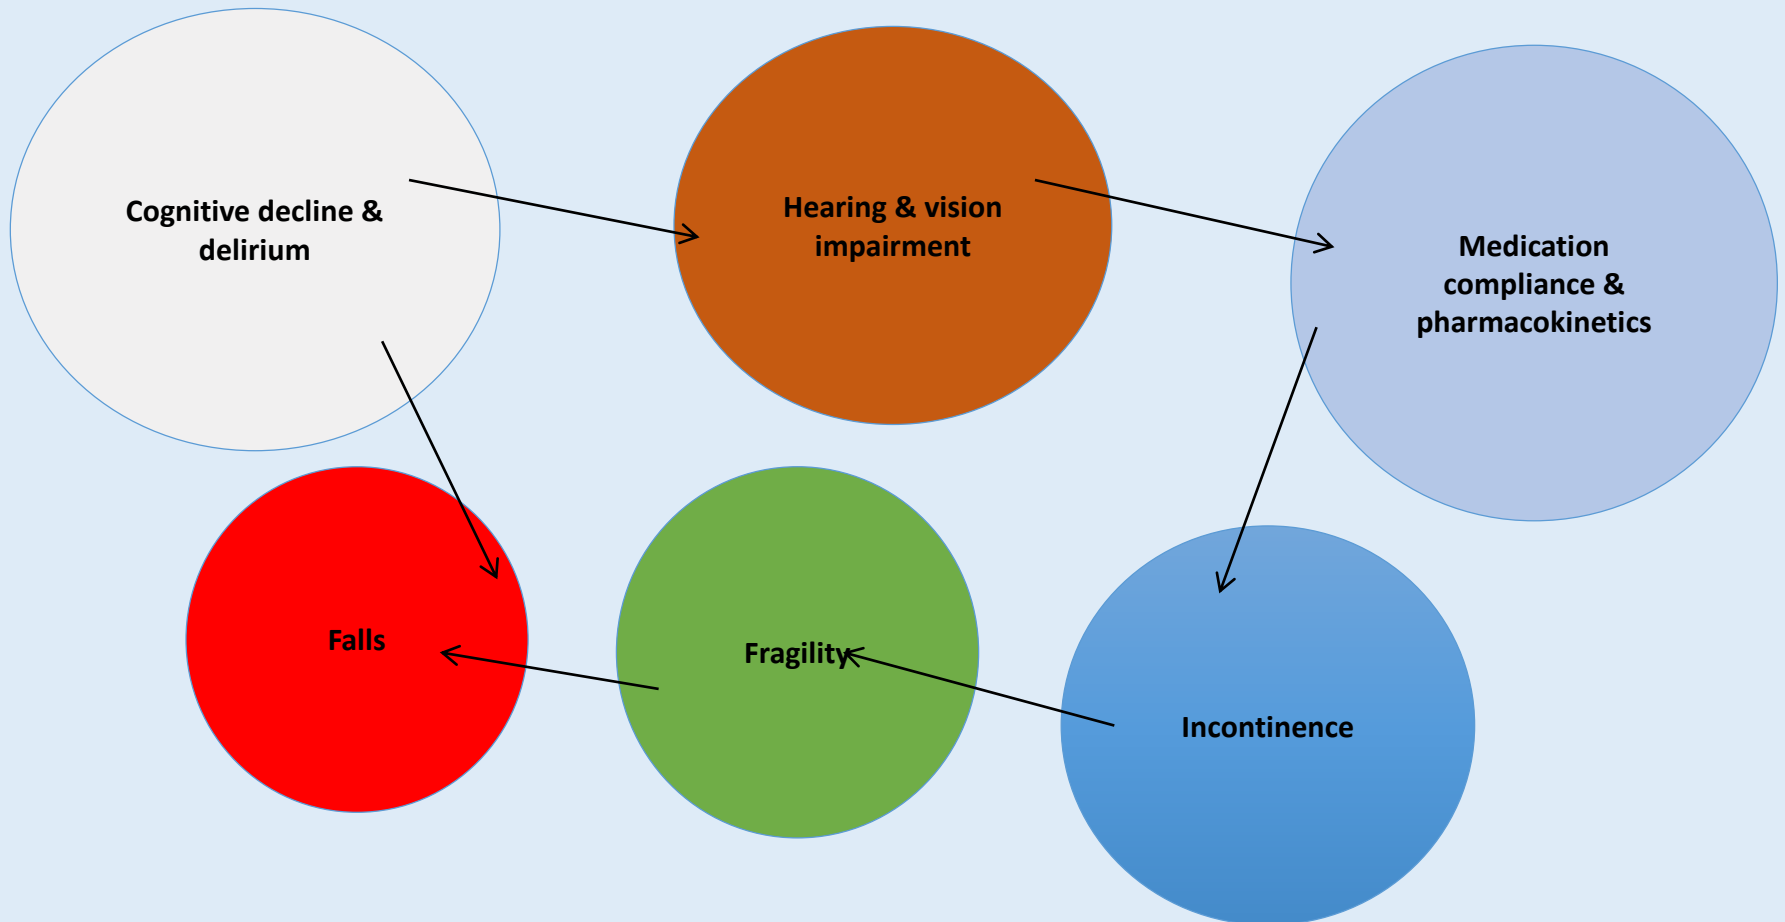 Cognitive decline &
delirium
Hearing & vision
impairment
Medication
compliance &
pharmacokinetics
Falls
Fragility
Incontinence